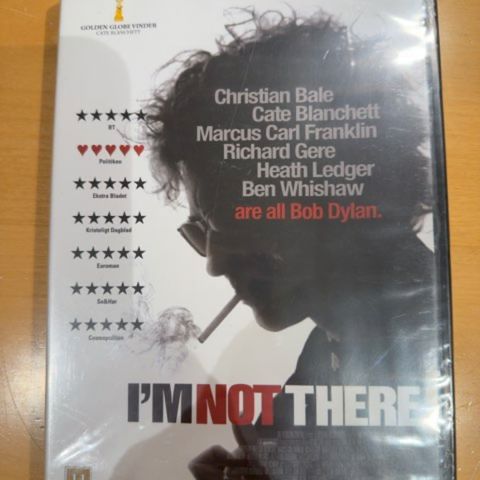 GOLDEN GLOBE VINDER
CATE BLANCHETT
Christian Bale
Cate Blanchett
Marcus Carl Franklin
Richard Gere
Heath Ledger
Ben Whishaw
are all Bob Dylan.
BT
Politiken
Ekstra Bladet
Kristeligt Dagblad
Euroman
Se&Hør
Cosmopolitan
I'M NOT THERE